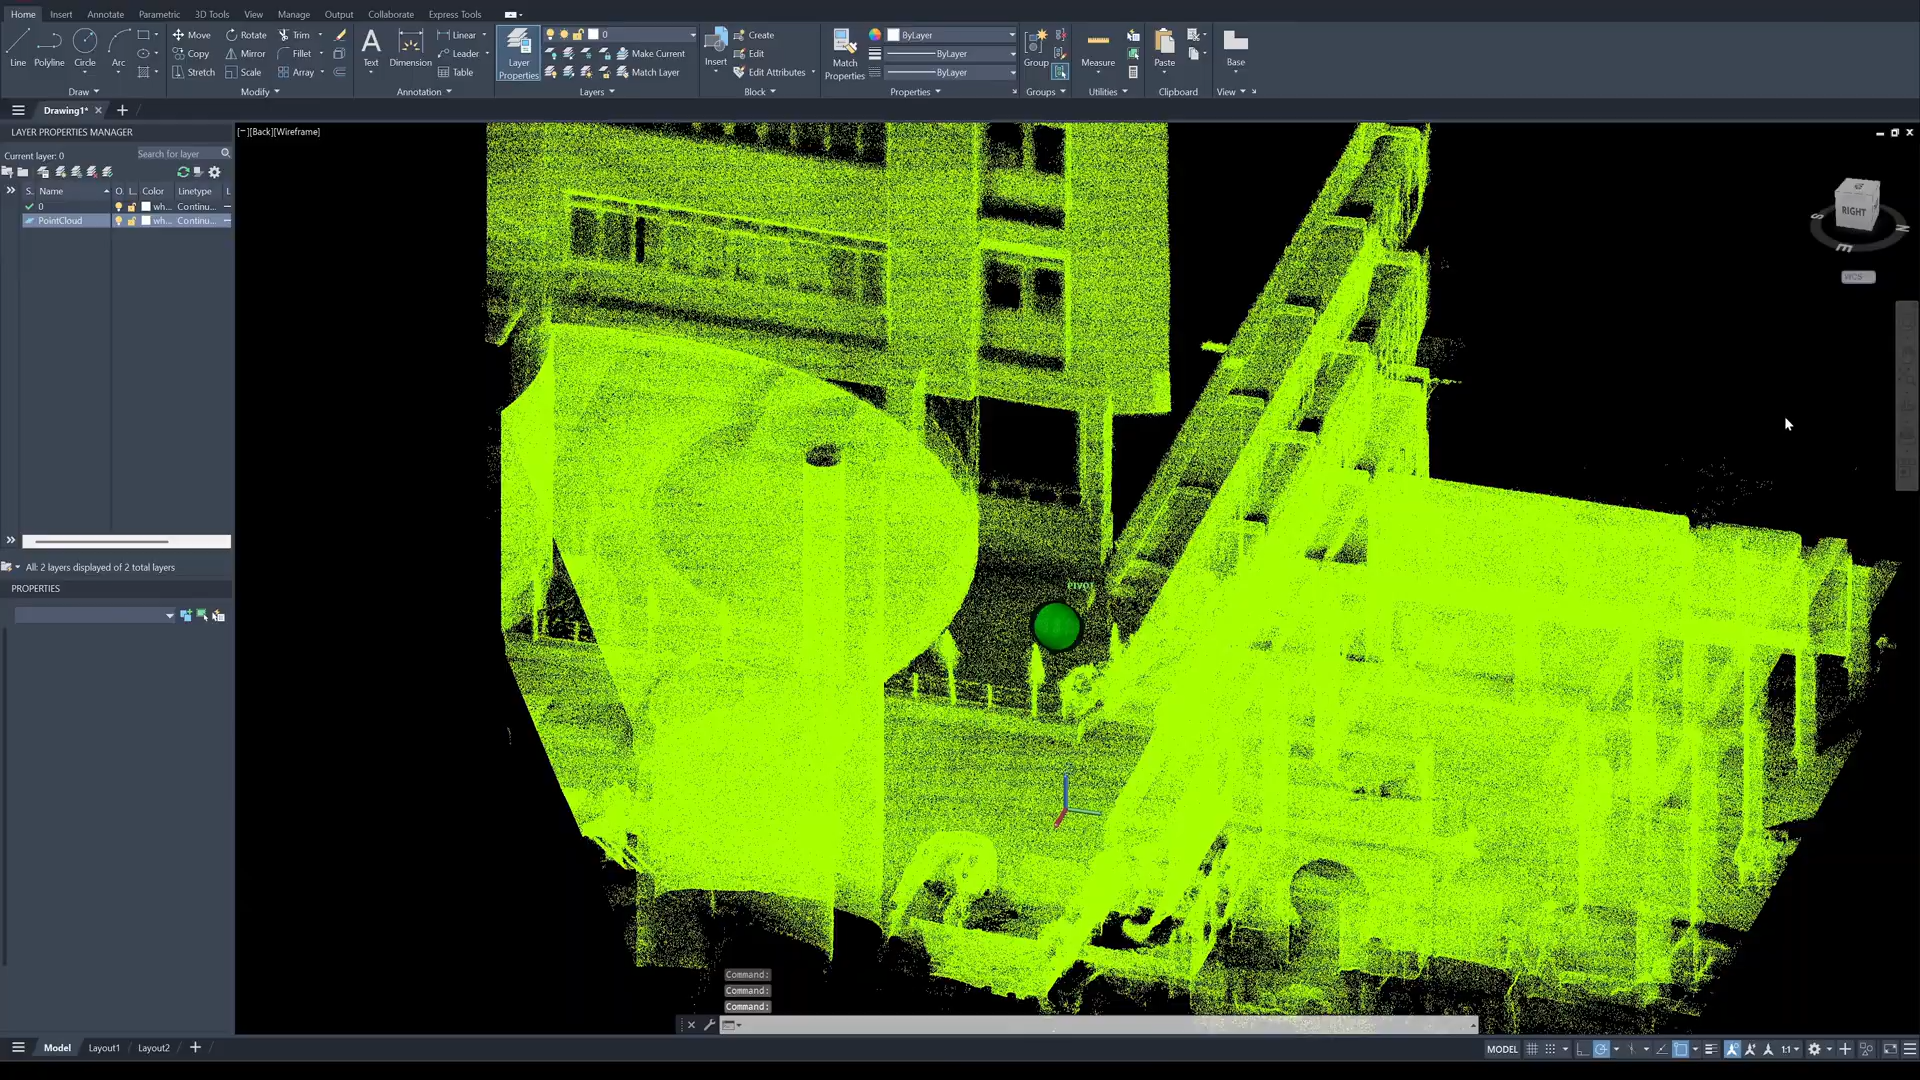 Home Insert Annotate Parametric 3D Tools View Manage Output Collaborate Express Tools
Line Polyline Circle Arc
Draw
Move Rotate Trim
Copy Mirror Fillet
Stretch Scale Array
Modify
Text Dimension
Linear
Leader
Table
Annotation
Layer Properties
0
Make Current
Match Layer
Layers
Insert
Create
Edit
Edit Attributes
Block
Match Properties
ByLayer
ByLayer
ByLayer
Properties
Group
Groups
Measure
Utilities
Paste
Clipboard
Base
View
Drawing1*
LAYER PROPERTIES MANAGER
Current layer: 0
Search for layer
S. Name O. L. Color Linetype L
0 wh... Continu...
PointCloud wh... Continu...
All: 2 layers displayed of 2 total layers
PROPERTIES
[−][Back][Wireframe]
RIGHT
S E N
WCS
PIVOT
Command:
Command:
Command:
Model Layout1 Layout2
MODEL
1:1